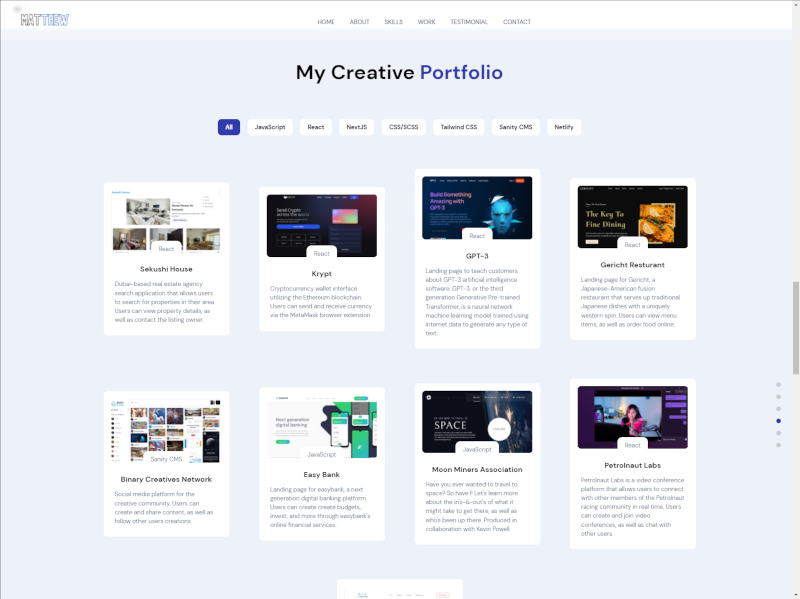 MATTHEW
HOME ABOUT SKILLS WORK TESTIMONIAL CONTACT
My Creative Portfolio
All JavaScript React NextJS CSS/SCSS Tailwind CSS Sanity CMS Netlify
React
Sekushi House
Dubai-based real estate agency
search application that allows users
to search for properties in their area.
Users can view property details, as
well as contact the listing owner.
Send Crypto
across the world
React
Krypt
Cryptocurrency wallet interface
utilizing the Ethereum blockchain.
Users can send and receive currency
via the MetaMask browser extension.
Build Something
Amazing with
GPT-3
React
GPT-3
Landing page to teach customers
about GPT-3 artificial intelligence
software. GPT-3, or the third
generation Generative Pre-trained
Transformer, is a neural network
machine learning model trained using
internet data to generate any type of
text.
The Key To
Fine Dining
React
Gericht Resturant
Landing page for Gericht, a
Japanese-American fusion
restaurant that serves up traditional
Japanese dishes with a uniquely
western spin. Users can view menu
items, as well as order food online.
Sanity CMS
Binary Creatives Network
Social media platform for the
creative community. Users can
create and share content, as well as
follow other users creations.
Next generation
digital banking
JavaScript
Easy Bank
Landing page for easybank, a next
generation digital banking platform.
Users can create create budgets,
invest, and more through easybank's
online financial services.
SO, YOU WANT TO TRAVEL TO
SPACE
JavaScript
Moon Miners Association
Have you ever wanted to travel to
space? So have I! Let's learn more
about the in's-&-out's of what it
might take to get there, as well as
who's been up there. Produced in
collaboration with Kevin Powell.
React
Petrolnaut Labs
Petrolnaut Labs is a video conference
platform that allows users to connect
with other members of the Petrolnaut
racing community in real time. Users
can create and join video
conferences, as well as chat with
other users.